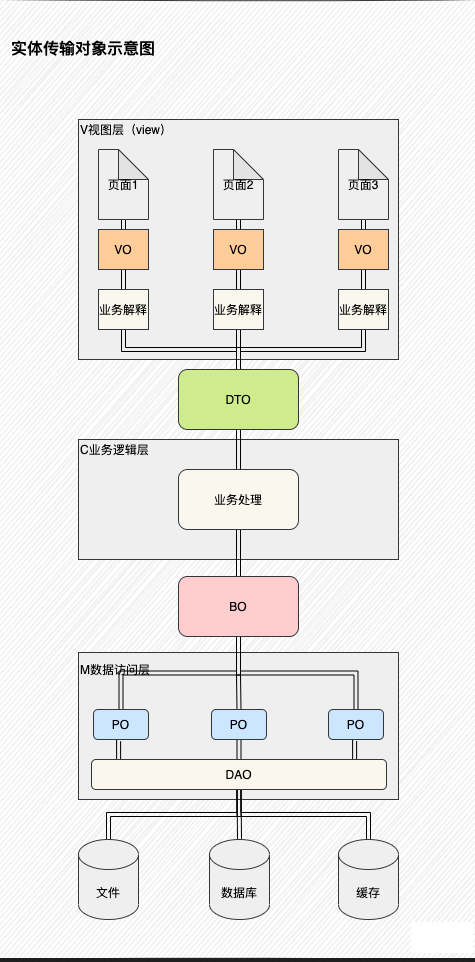 实体传输对象示意图
V视图层（view）
页面1
页面2
页面3
VO
VO
VO
业务解释
业务解释
业务解释
DTO
C业务逻辑层
业务处理
BO
M数据访问层
PO
PO
PO
DAO
文件
数据库
缓存